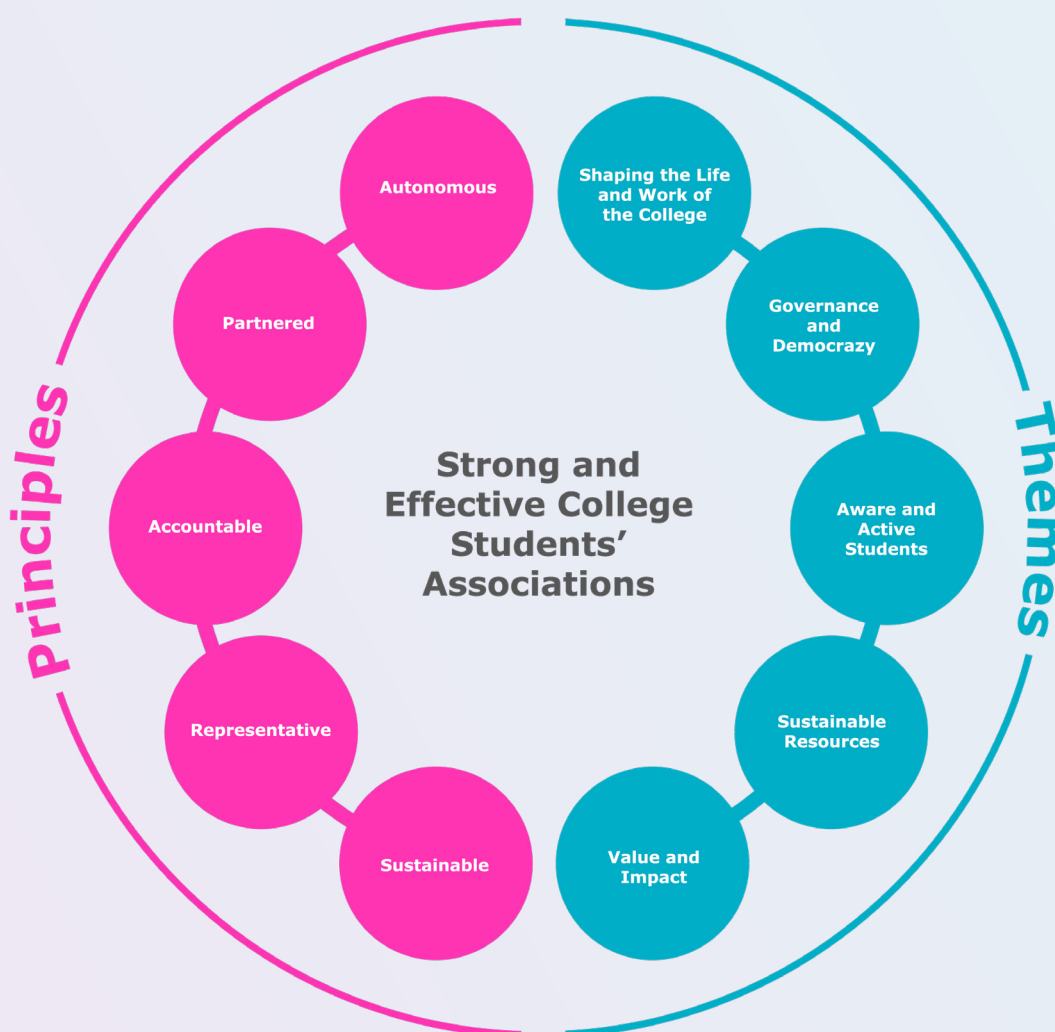 Principles
Autonomous
Partnered
Accountable
Representative
Sustainable
Strong and
Effective College
Students’
Associations
Themes
Shaping the Life
and Work of
the College
Governance
and
Democrazy
Aware and
Active
Students
Sustainable
Resources
Value and
Impact